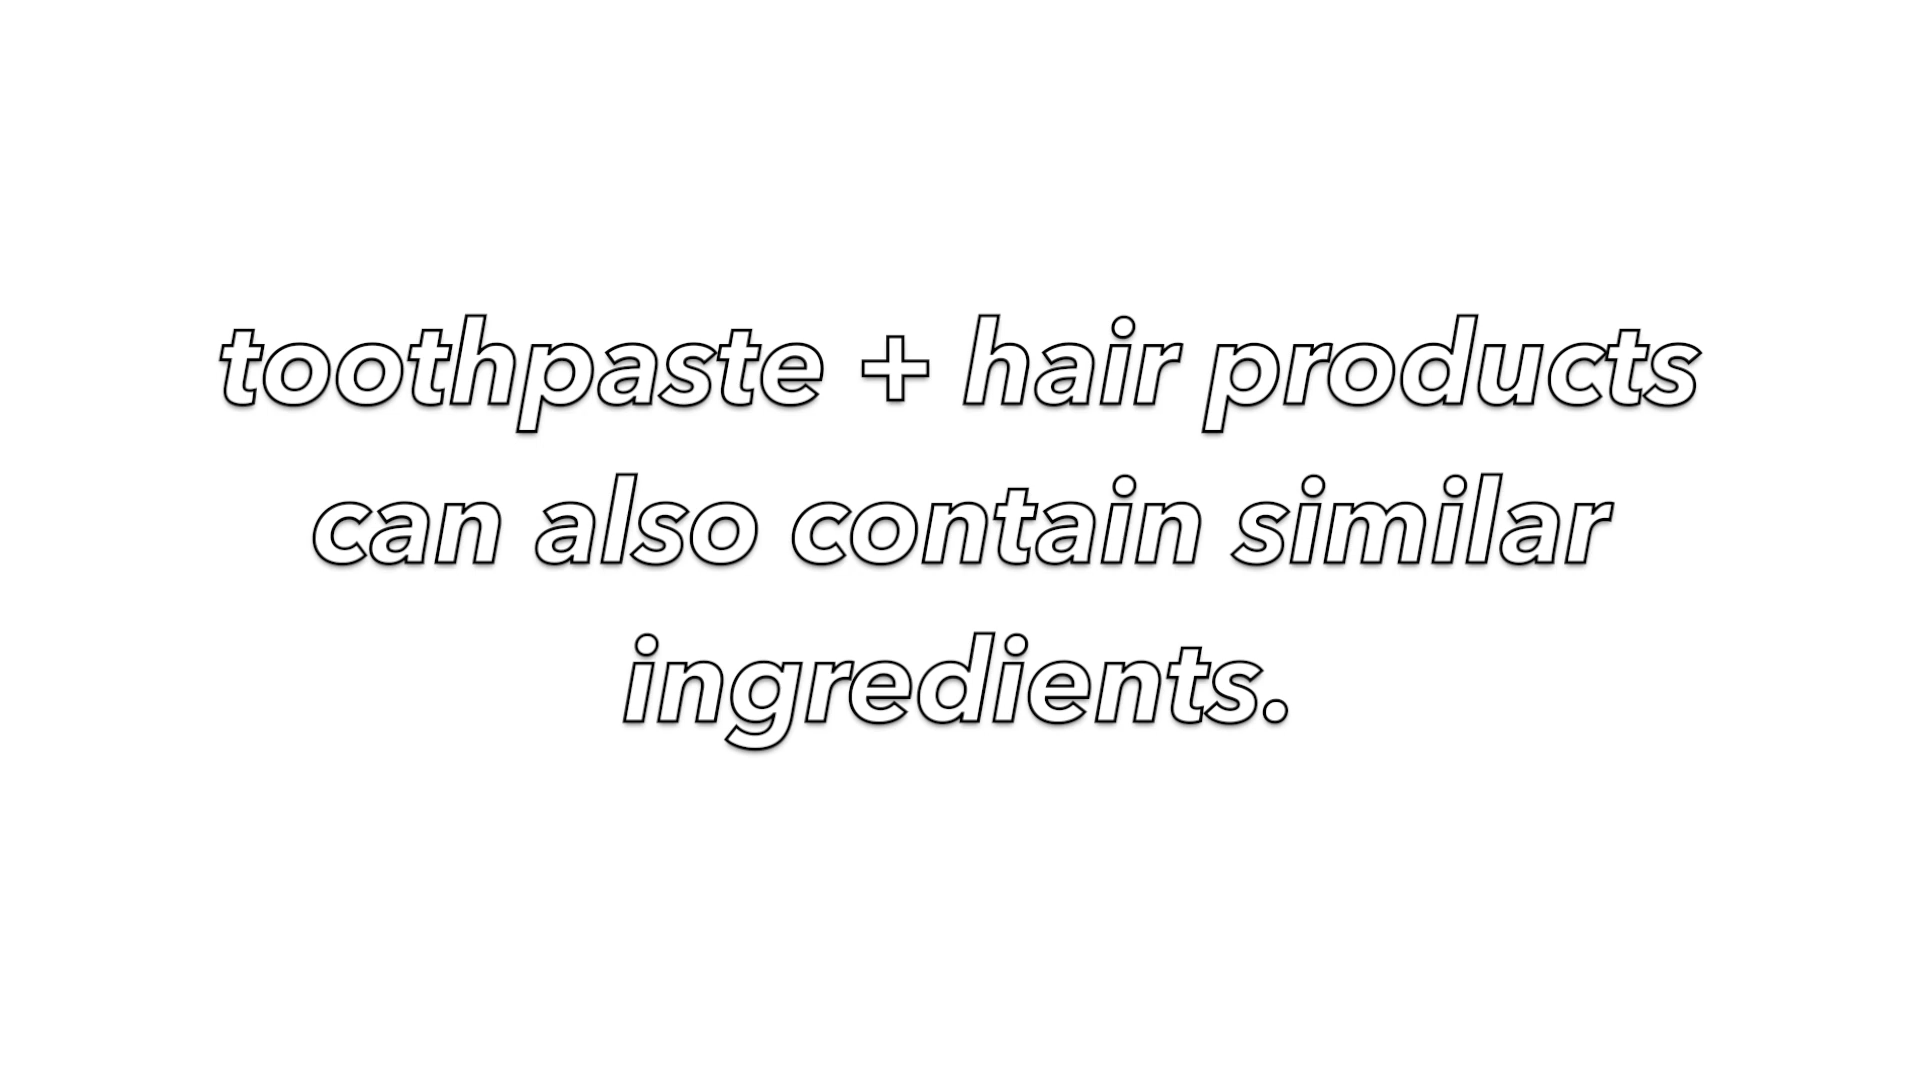 toothpaste + hair products
can also contain similar
ingredients.